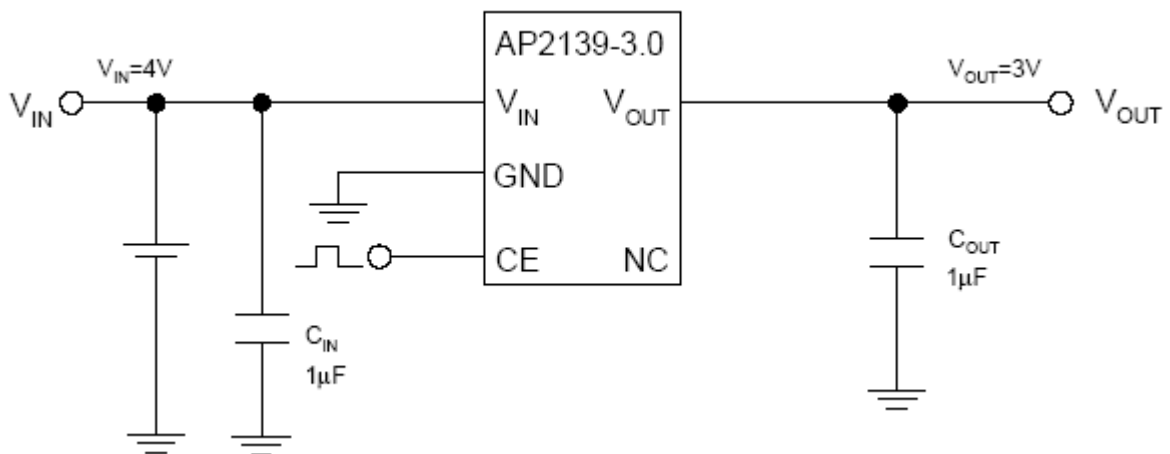 AP2139-3.0
V_IN=4V
V_OUT=3V
V_IN
V_IN
V_OUT
V_OUT
GND
CE
NC
C_OUT
1μF
C_IN
1μF